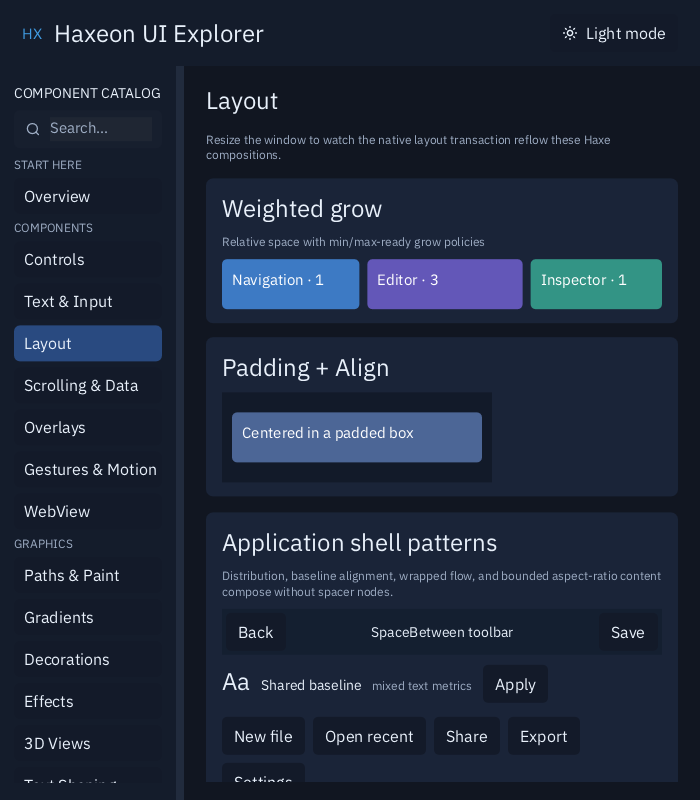 HX Haxeon UI Explorer
Light mode
COMPONENT CATALOG
Search...
START HERE
Overview
COMPONENTS
Controls
Text & Input
Layout
Scrolling & Data
Overlays
Gestures & Motion
WebView
GRAPHICS
Paths & Paint
Gradients
Decorations
Effects
3D Views
Text Shaping
Layout
Resize the window to watch the native layout transaction reflow these Haxe
compositions.
Weighted grow
Relative space with min/max-ready grow policies
Navigation · 1
Editor · 3
Inspector · 1
Padding + Align
Centered in a padded box
Application shell patterns
Distribution, baseline alignment, wrapped flow, and bounded aspect-ratio content
compose without spacer nodes.
Back
SpaceBetween toolbar
Save
Aa Shared baseline mixed text metrics Apply
New file
Open recent
Share
Export
Settings